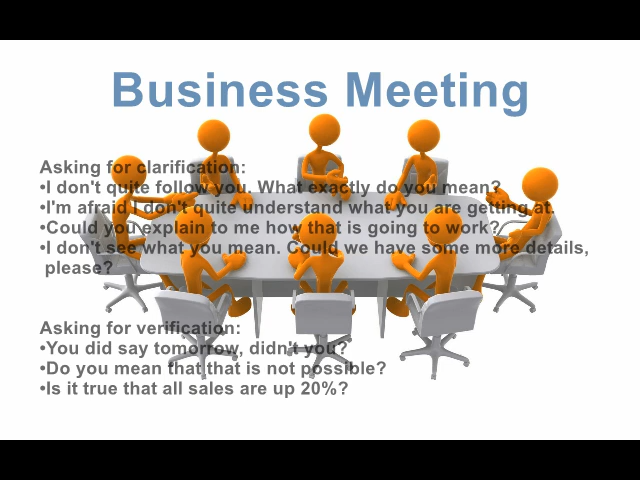 Business Meeting
Asking for clarification:
•I don't quite follow you. What exactly do you mean?
•I'm afraid I don't quite understand what you are getting at.
•Could you explain to me how that is going to work?
•I don't see what you mean. Could we have some more details,
please?
Asking for verification:
•You did say tomorrow, didn't you?
•Do you mean that that is not possible?
•Is it true that all sales are up 20%?